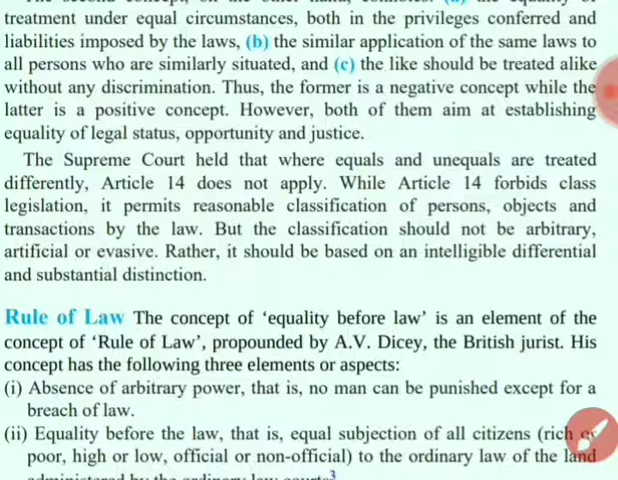 treatment under equal circumstances, both in the privileges conferred and
liabilities imposed by the laws, (b) the similar application of the same laws to
all persons who are similarly situated, and (c) the like should be treated alike
without any discrimination. Thus, the former is a negative concept while the
latter is a positive concept. However, both of them aim at establishing
equality of legal status, opportunity and justice.
The Supreme Court held that where equals and unequals are treated
differently, Article 14 does not apply. While Article 14 forbids class
legislation, it permits reasonable classification of persons, objects and
transactions by the law. But the classification should not be arbitrary,
artificial or evasive. Rather, it should be based on an intelligible differential
and substantial distinction.
Rule of Law The concept of ‘equality before law’ is an element of the
concept of ‘Rule of Law’, propounded by A.V. Dicey, the British jurist. His
concept has the following three elements or aspects:
(i) Absence of arbitrary power, that is, no man can be punished except for a
breach of law.
(ii) Equality before the law, that is, equal subjection of all citizens (rich or
poor, high or low, official or non-official) to the ordinary law of the land
administered by the ordinary law courts.3